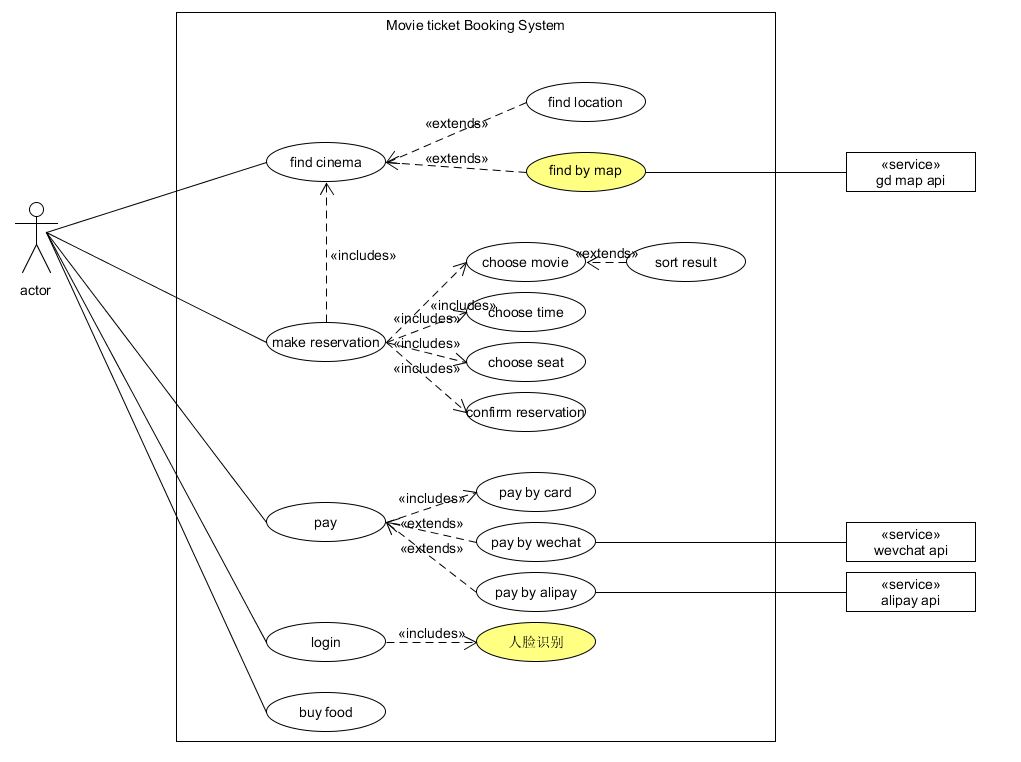 Movie ticket Booking System
find location
«extends»
find cinema
«extends»
find by map
«service»
gd map api
actor
«includes»
choose movie
«extends»
sort result
«includes»
«includes»
choose time
make reservation
«includes»
choose seat
«includes»
confirm reservation
pay by card
«includes»
pay
«extends»
pay by wechat
«service»
wevchat api
«extends»
pay by alipay
«service»
alipay api
login
«includes»
人脸识别
buy food